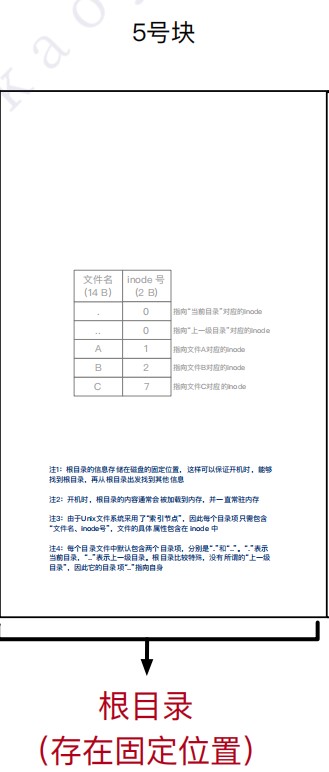 5号块
kao
文件名
(14 B)
inode 号
(2 B)
. 0 指向“当前目录”对应的inode
.. 0 指向“上一级目录”对应的inode
A 1 指向文件A对应的inode
B 2 指向文件B对应的inode
C 7 指向文件C对应的inode
注1：根目录的信息存储在磁盘的固定位置，这样可以保证开机时，能够
找到根目录，再从根目录出发找到其他信息
注2：开机时，根目录的内容通常会被加载到内存，并一直常驻内存
注3：由于Unix文件系统采用了“索引节点”，因此每个目录项只需包含
“文件名、inode号”，文件的具体属性包含在 inode 中
注4：每个目录文件中默认包含两个目录项，分别是“.”和“..”。“.”表示
当前目录，“..”表示上一级目录。根目录比较特殊，没有所谓的“上一级
目录”，因此它的目录项“..”指向自身
根目录
（存在固定位置）